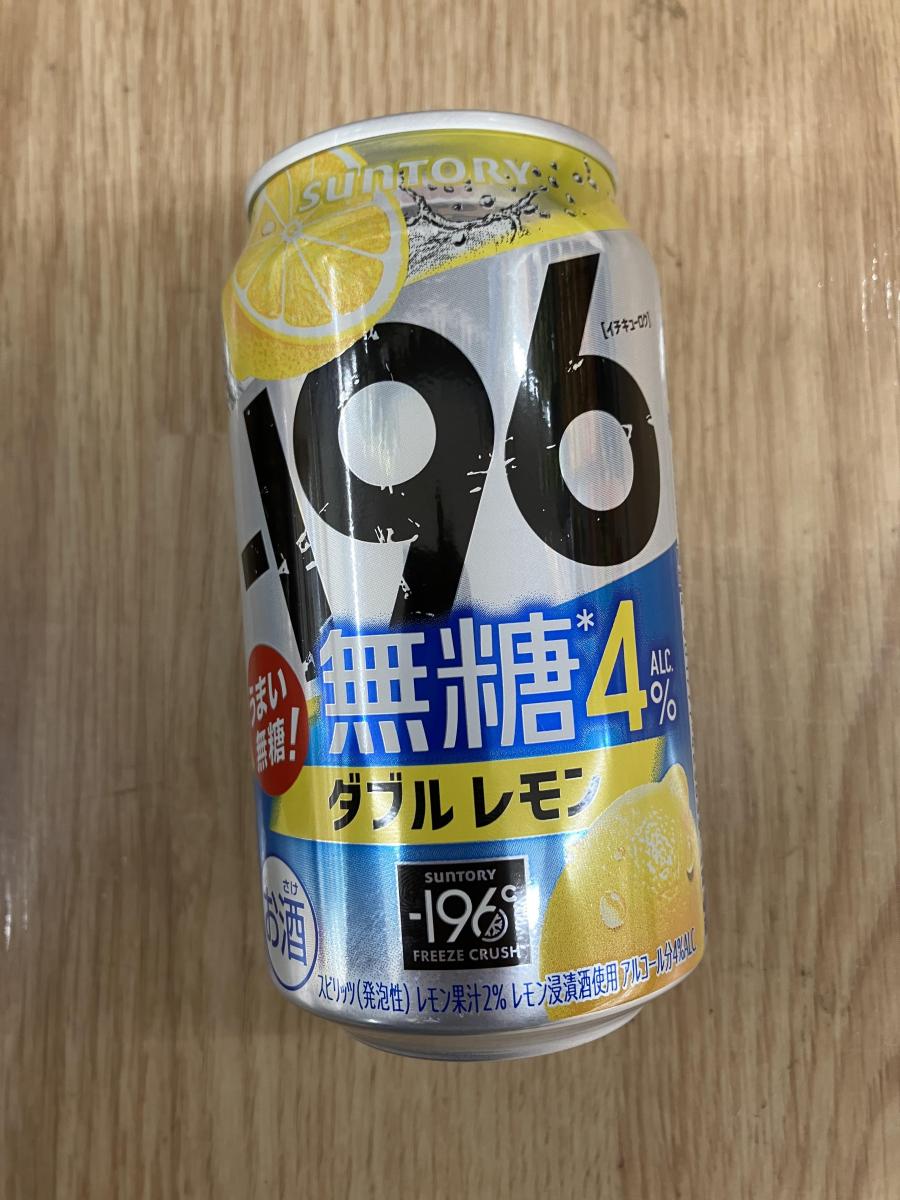 SUNTORY
-196
[イチキューロク]
無糖*4
ALC.
%
うまい
無糖!
ダブルレモン
さけ
お酒
SUNTORY
-196℃
FREEZE CRUSH
スピリッツ(発泡性) レモン果汁2% レモン浸漬酒使用 アルコール分4%ALC